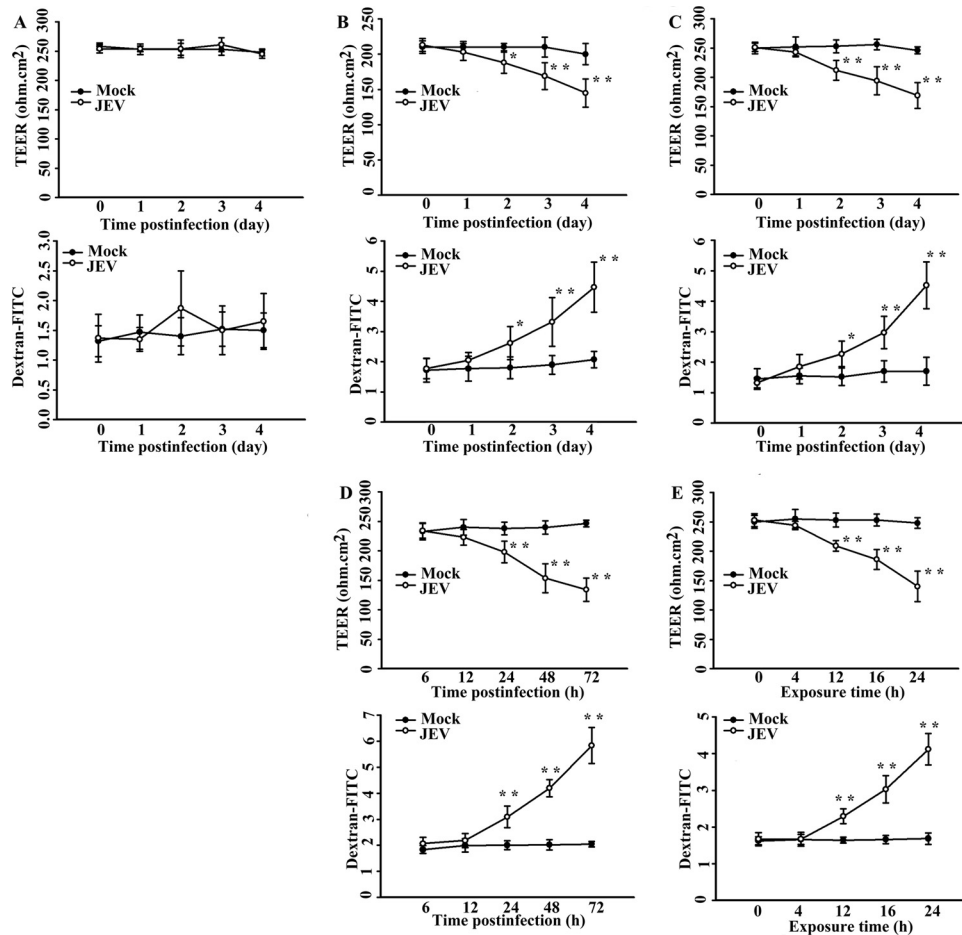 A
TEER (ohm.cm²)
0 50 100 150 200 250 300
Mock
JEV
0 1 2 3 4
Time postinfection (day)
Dextran-FITC
0.0 0.5 1.0 1.5 2.0 2.5 3.0
Mock
JEV
0 1 2 3 4
Time postinfection (day)
B
TEER (ohm.cm²)
0 50 100 150 200 250
Mock
JEV
* ** **
0 1 2 3 4
Time postinfection (day)
Dextran-FITC
0 1 2 3 4 5 6
Mock
JEV
* ** **
0 1 2 3 4
Time postinfection (day)
C
TEER (ohm.cm²)
0 50 100 150 200 250 300
Mock
JEV
** ** **
0 1 2 3 4
Time postinfection (day)
Dextran-FITC
0 1 2 3 4 5 6
Mock
JEV
* ** **
0 1 2 3 4
Time postinfection (day)
D
TEER (ohm.cm²)
0 50 100 150 200 250 300
Mock
JEV
** ** **
6 12 24 48 72
Time postinfection (h)
Dextran-FITC
0 1 2 3 4 5 6 7
Mock
JEV
** ** **
6 12 24 48 72
Time postinfection (h)
E
TEER (ohm.cm²)
0 50 100 150 200 250 300
Mock
JEV
** ** **
0 4 12 16 24
Exposure time (h)
Dextran-FITC
0 1 2 3 4 5
Mock
JEV
** ** **
0 4 12 16 24
Exposure time (h)